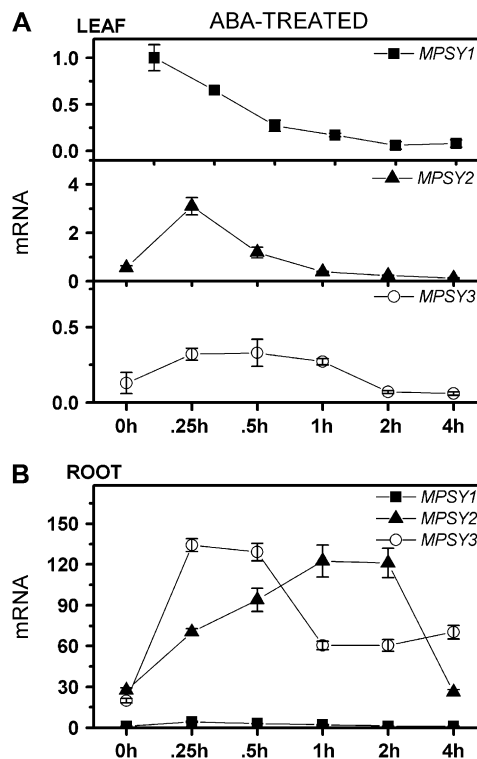 A LEAF ABA-TREATED
MPSY1
1.0
0.5
0.0
MPSY2
4
2
0
mRNA
MPSY3
0.5
0.0
0h .25h .5h 1h 2h 4h
B ROOT
MPSY1
MPSY2
MPSY3
150
120
90
60
30
0
mRNA
0h .25h .5h 1h 2h 4h